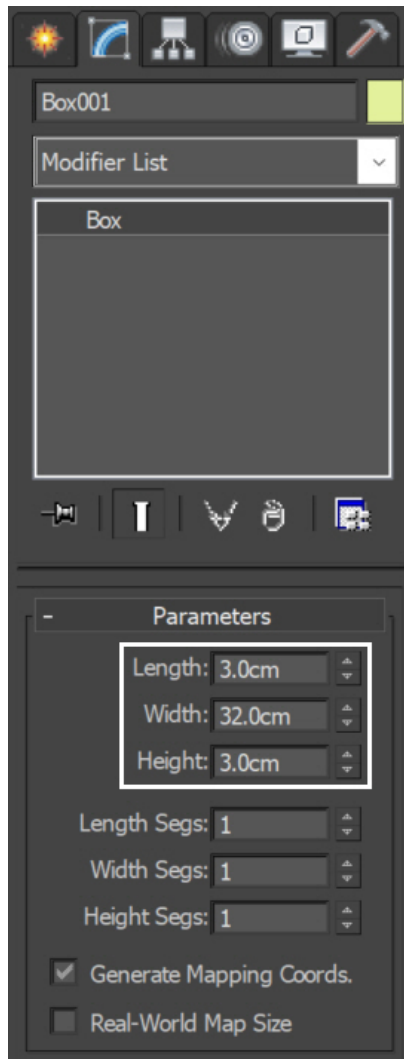 Box001
Modifier List
Box
- Parameters
Length: 3.0cm
Width: 32.0cm
Height: 3.0cm
Length Segs: 1
Width Segs: 1
Height Segs: 1
Generate Mapping Coords.
Real-World Map Size